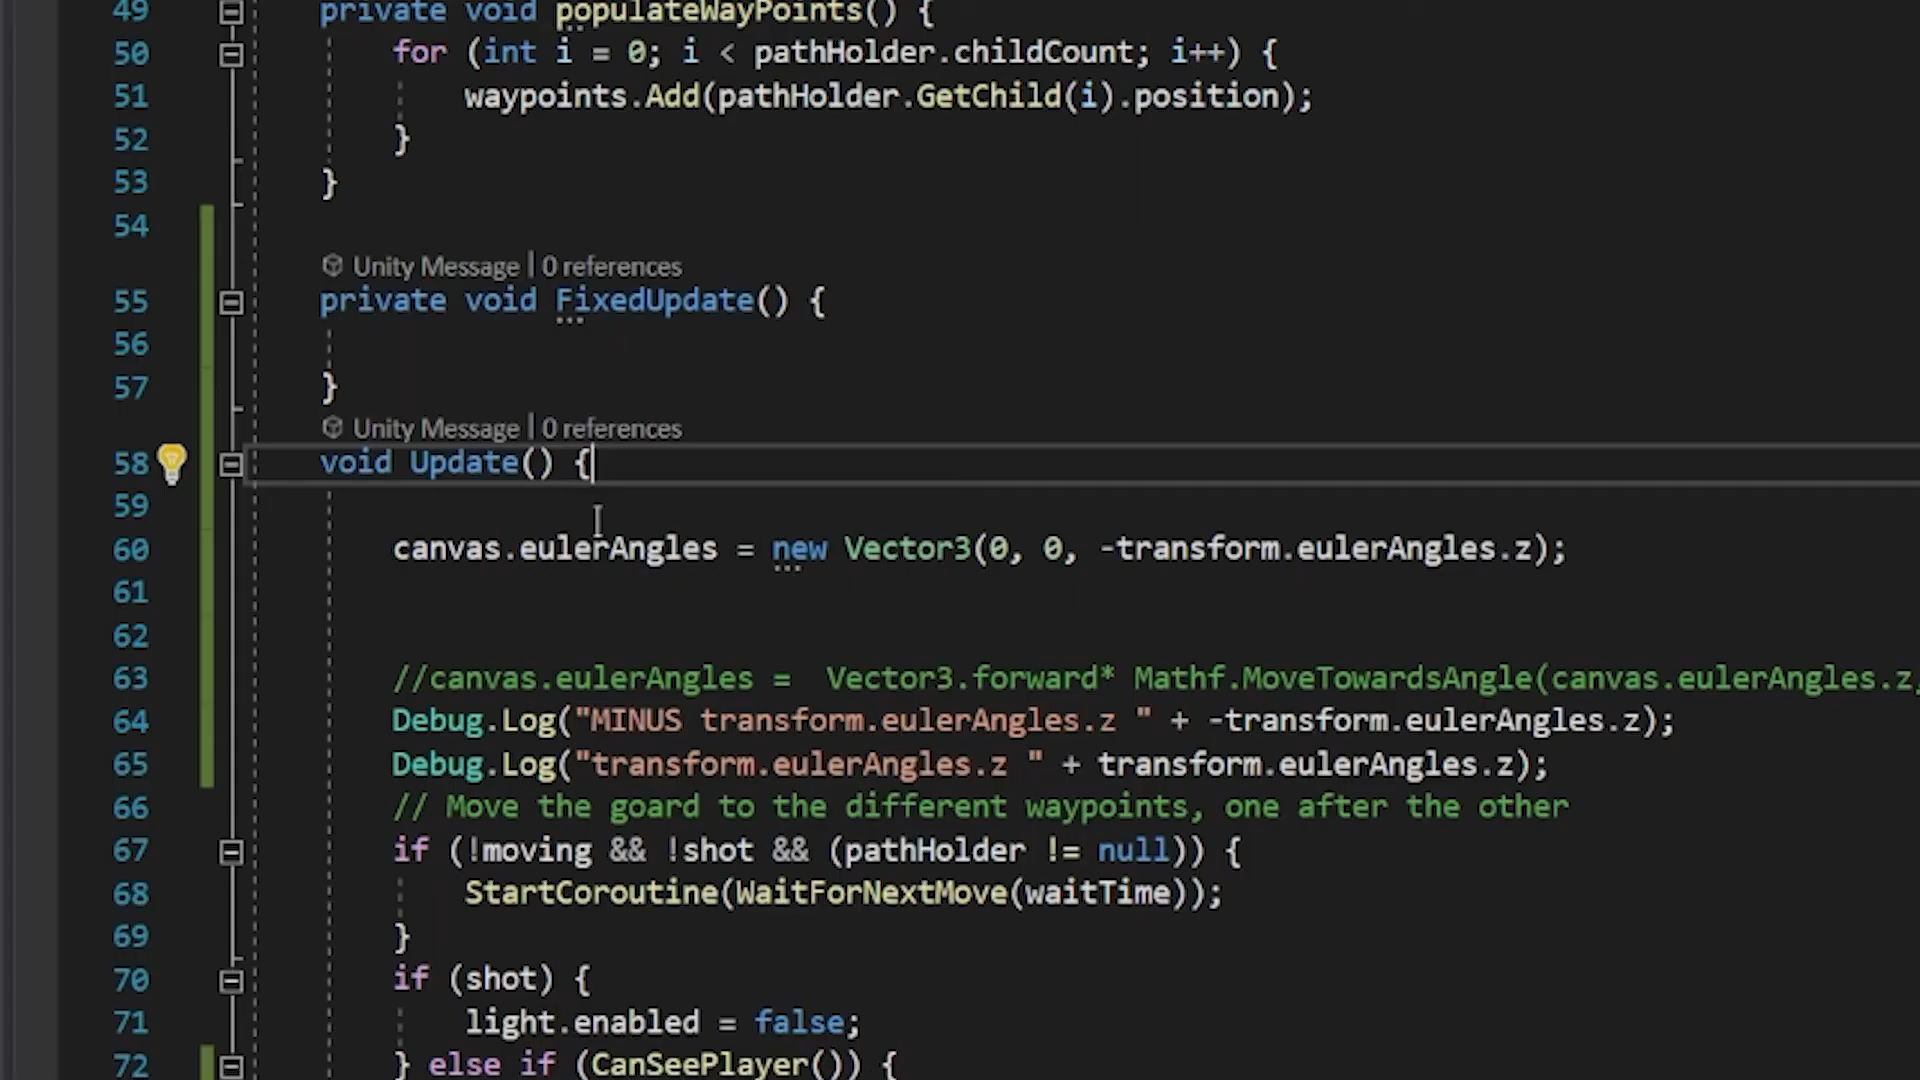 49 private void populateWayPoints() {
50 for (int i = 0; i < pathHolder.childCount; i++) {
51 waypoints.Add(pathHolder.GetChild(i).position);
52 }
53 }
54
Unity Message | 0 references
55 private void FixedUpdate() {
56
57 }
Unity Message | 0 references
58 void Update() {
59
60 canvas.eulerAngles = new Vector3(0, 0, -transform.eulerAngles.z);
61
62
63 //canvas.eulerAngles =  Vector3.forward* Mathf.MoveTowardsAngle(canvas.eulerAngles.z,
64 Debug.Log("MINUS transform.eulerAngles.z " + -transform.eulerAngles.z);
65 Debug.Log("transform.eulerAngles.z " + transform.eulerAngles.z);
66 // Move the goard to the different waypoints, one after the other
67 if (!moving && !shot && (pathHolder != null)) {
68 StartCoroutine(WaitForNextMove(waitTime));
69 }
70 if (shot) {
71 light.enabled = false;
72 } else if (CanSeePlayer()) {